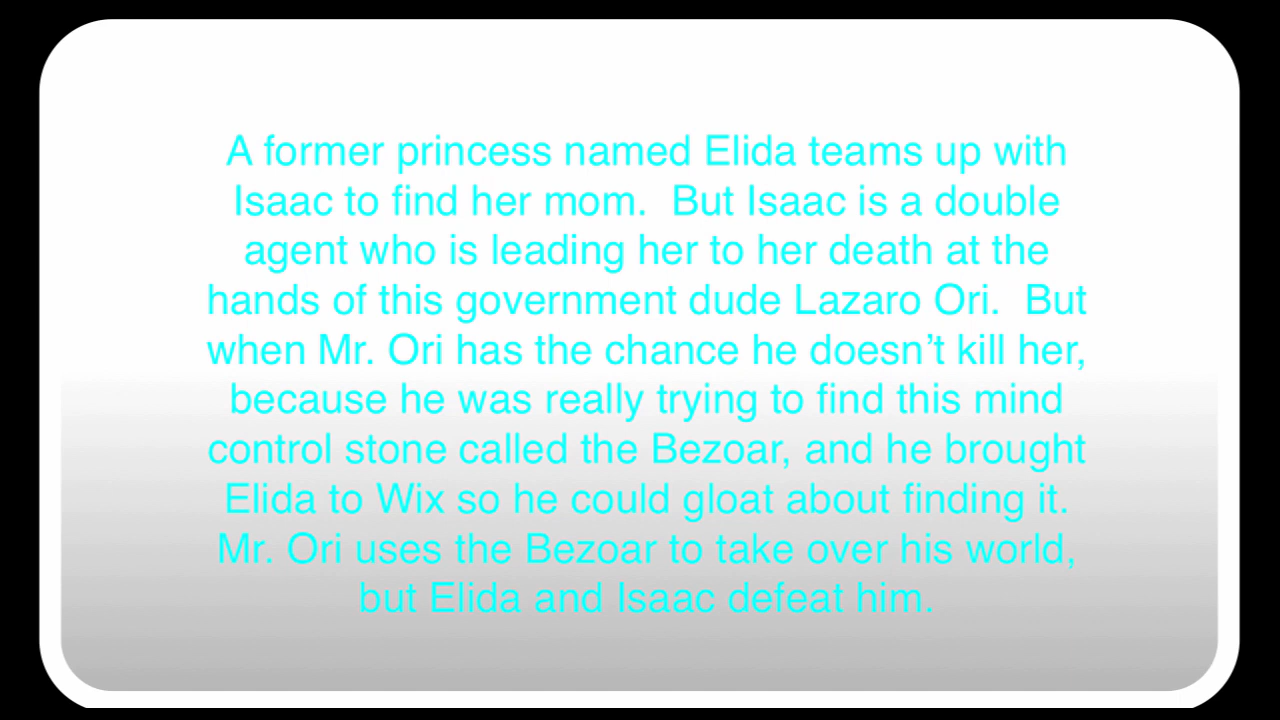 A former princess named Elida teams up with
Isaac to find her mom.  But Isaac is a double
agent who is leading her to her death at the
hands of this government dude Lazaro Ori.  But
when Mr. Ori has the chance he doesn’t kill her,
because he was really trying to find this mind
control stone called the Bezoar, and he brought
Elida to Wix so he could gloat about finding it.
Mr. Ori uses the Bezoar to take over his world,
but Elida and Isaac defeat him.